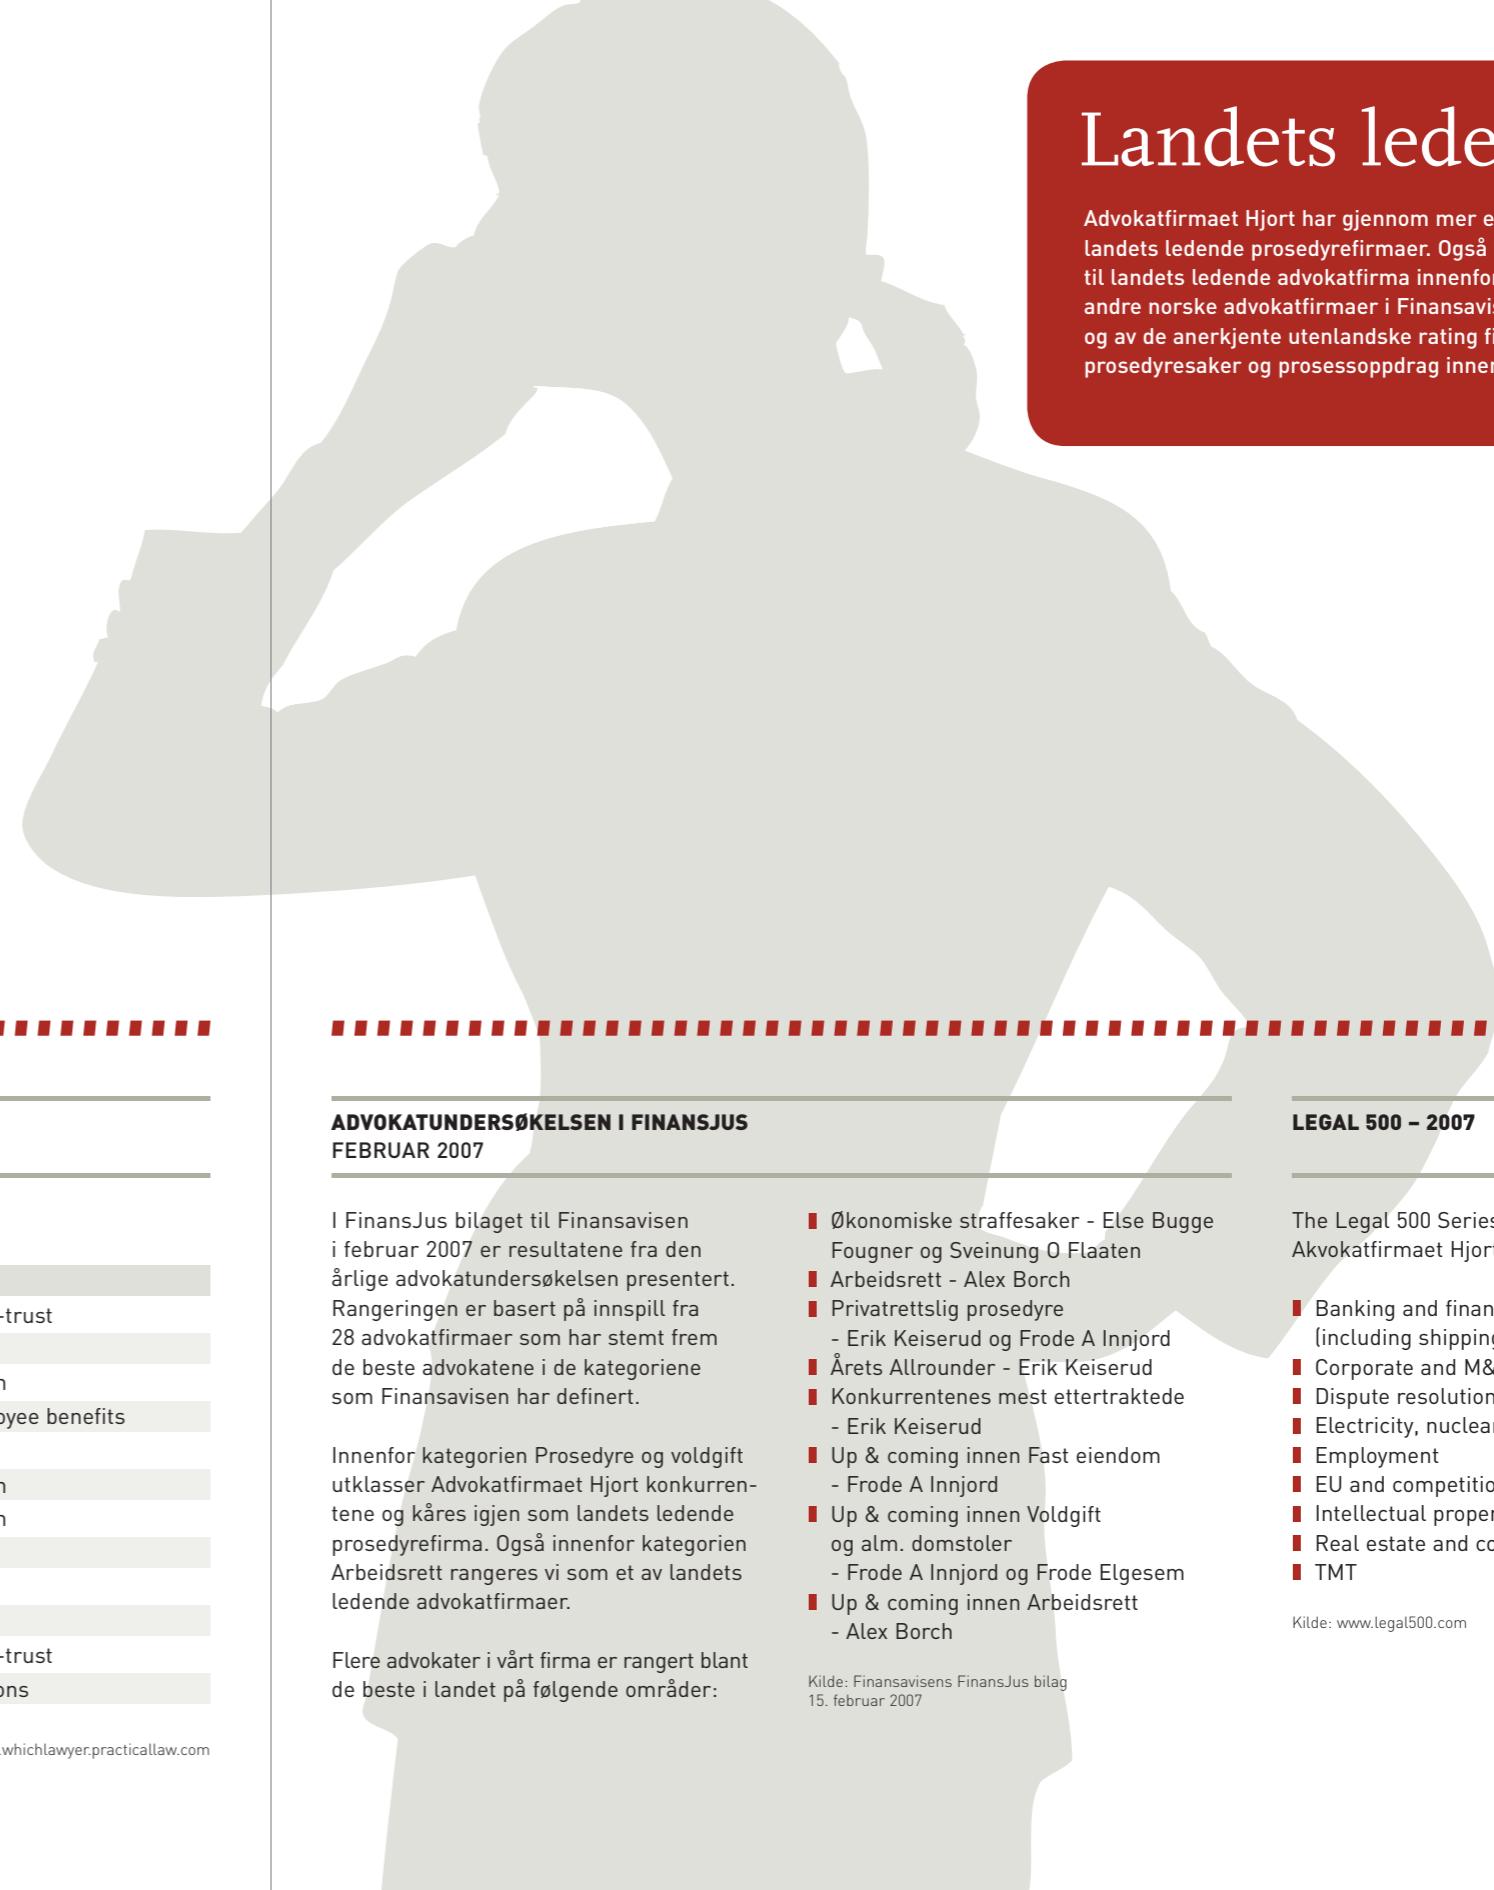 Landets lede
Advokatfirmaet Hjort har gjennom mer e
landets ledende prosedyrefirmaer. Også
til landets ledende advokatfirma innenfor
andre norske advokatfirmaer i Finansavis
og av de anerkjente utenlandske rating fi
prosedyresaker og prosessoppdrag innen
-trust
n
oyee benefits
n
n
-trust
ons
.whichlawyer.practicallaw.com
ADVOKATUNDERSØKELSEN I FINANSJUS
FEBRUAR 2007
I FinansJus bilaget til Finansavisen
i februar 2007 er resultatene fra den
årlige advokatundersøkelsen presentert.
Rangeringen er basert på innspill fra
28 advokatfirmaer som har stemt frem
de beste advokatene i de kategoriene
som Finansavisen har definert.
Innenfor kategorien Prosedyre og voldgift
utklasser Advokatfirmaet Hjort konkurren-
tene og kåres igjen som landets ledende
prosedyrefirma. Også innenfor kategorien
Arbeidsrett rangeres vi som et av landets
ledende advokatfirmaer.
Flere advokater i vårt firma er rangert blant
de beste i landet på følgende områder:
Økonomiske straffesaker - Else Bugge
Fougner og Sveinung O Flaaten
Arbeidsrett - Alex Borch
Privatrettslig prosedyre
- Erik Keiserud og Frode A Innjord
Årets Allrounder - Erik Keiserud
Konkurrentenes mest ettertraktede
- Erik Keiserud
Up & coming innen Fast eiendom
- Frode A Innjord
Up & coming innen Voldgift
og alm. domstoler
- Frode A Innjord og Frode Elgesem
Up & coming innen Arbeidsrett
- Alex Borch
Kilde: Finansavisens FinansJus bilag
15. februar 2007
LEGAL 500 – 2007
The Legal 500 Series
Akvokatfirmaet Hjort
Banking and finan
(including shipping
Corporate and M&
Dispute resolution
Electricity, nuclear
Employment
EU and competitio
Intellectual proper
Real estate and co
TMT
Kilde: www.legal500.com